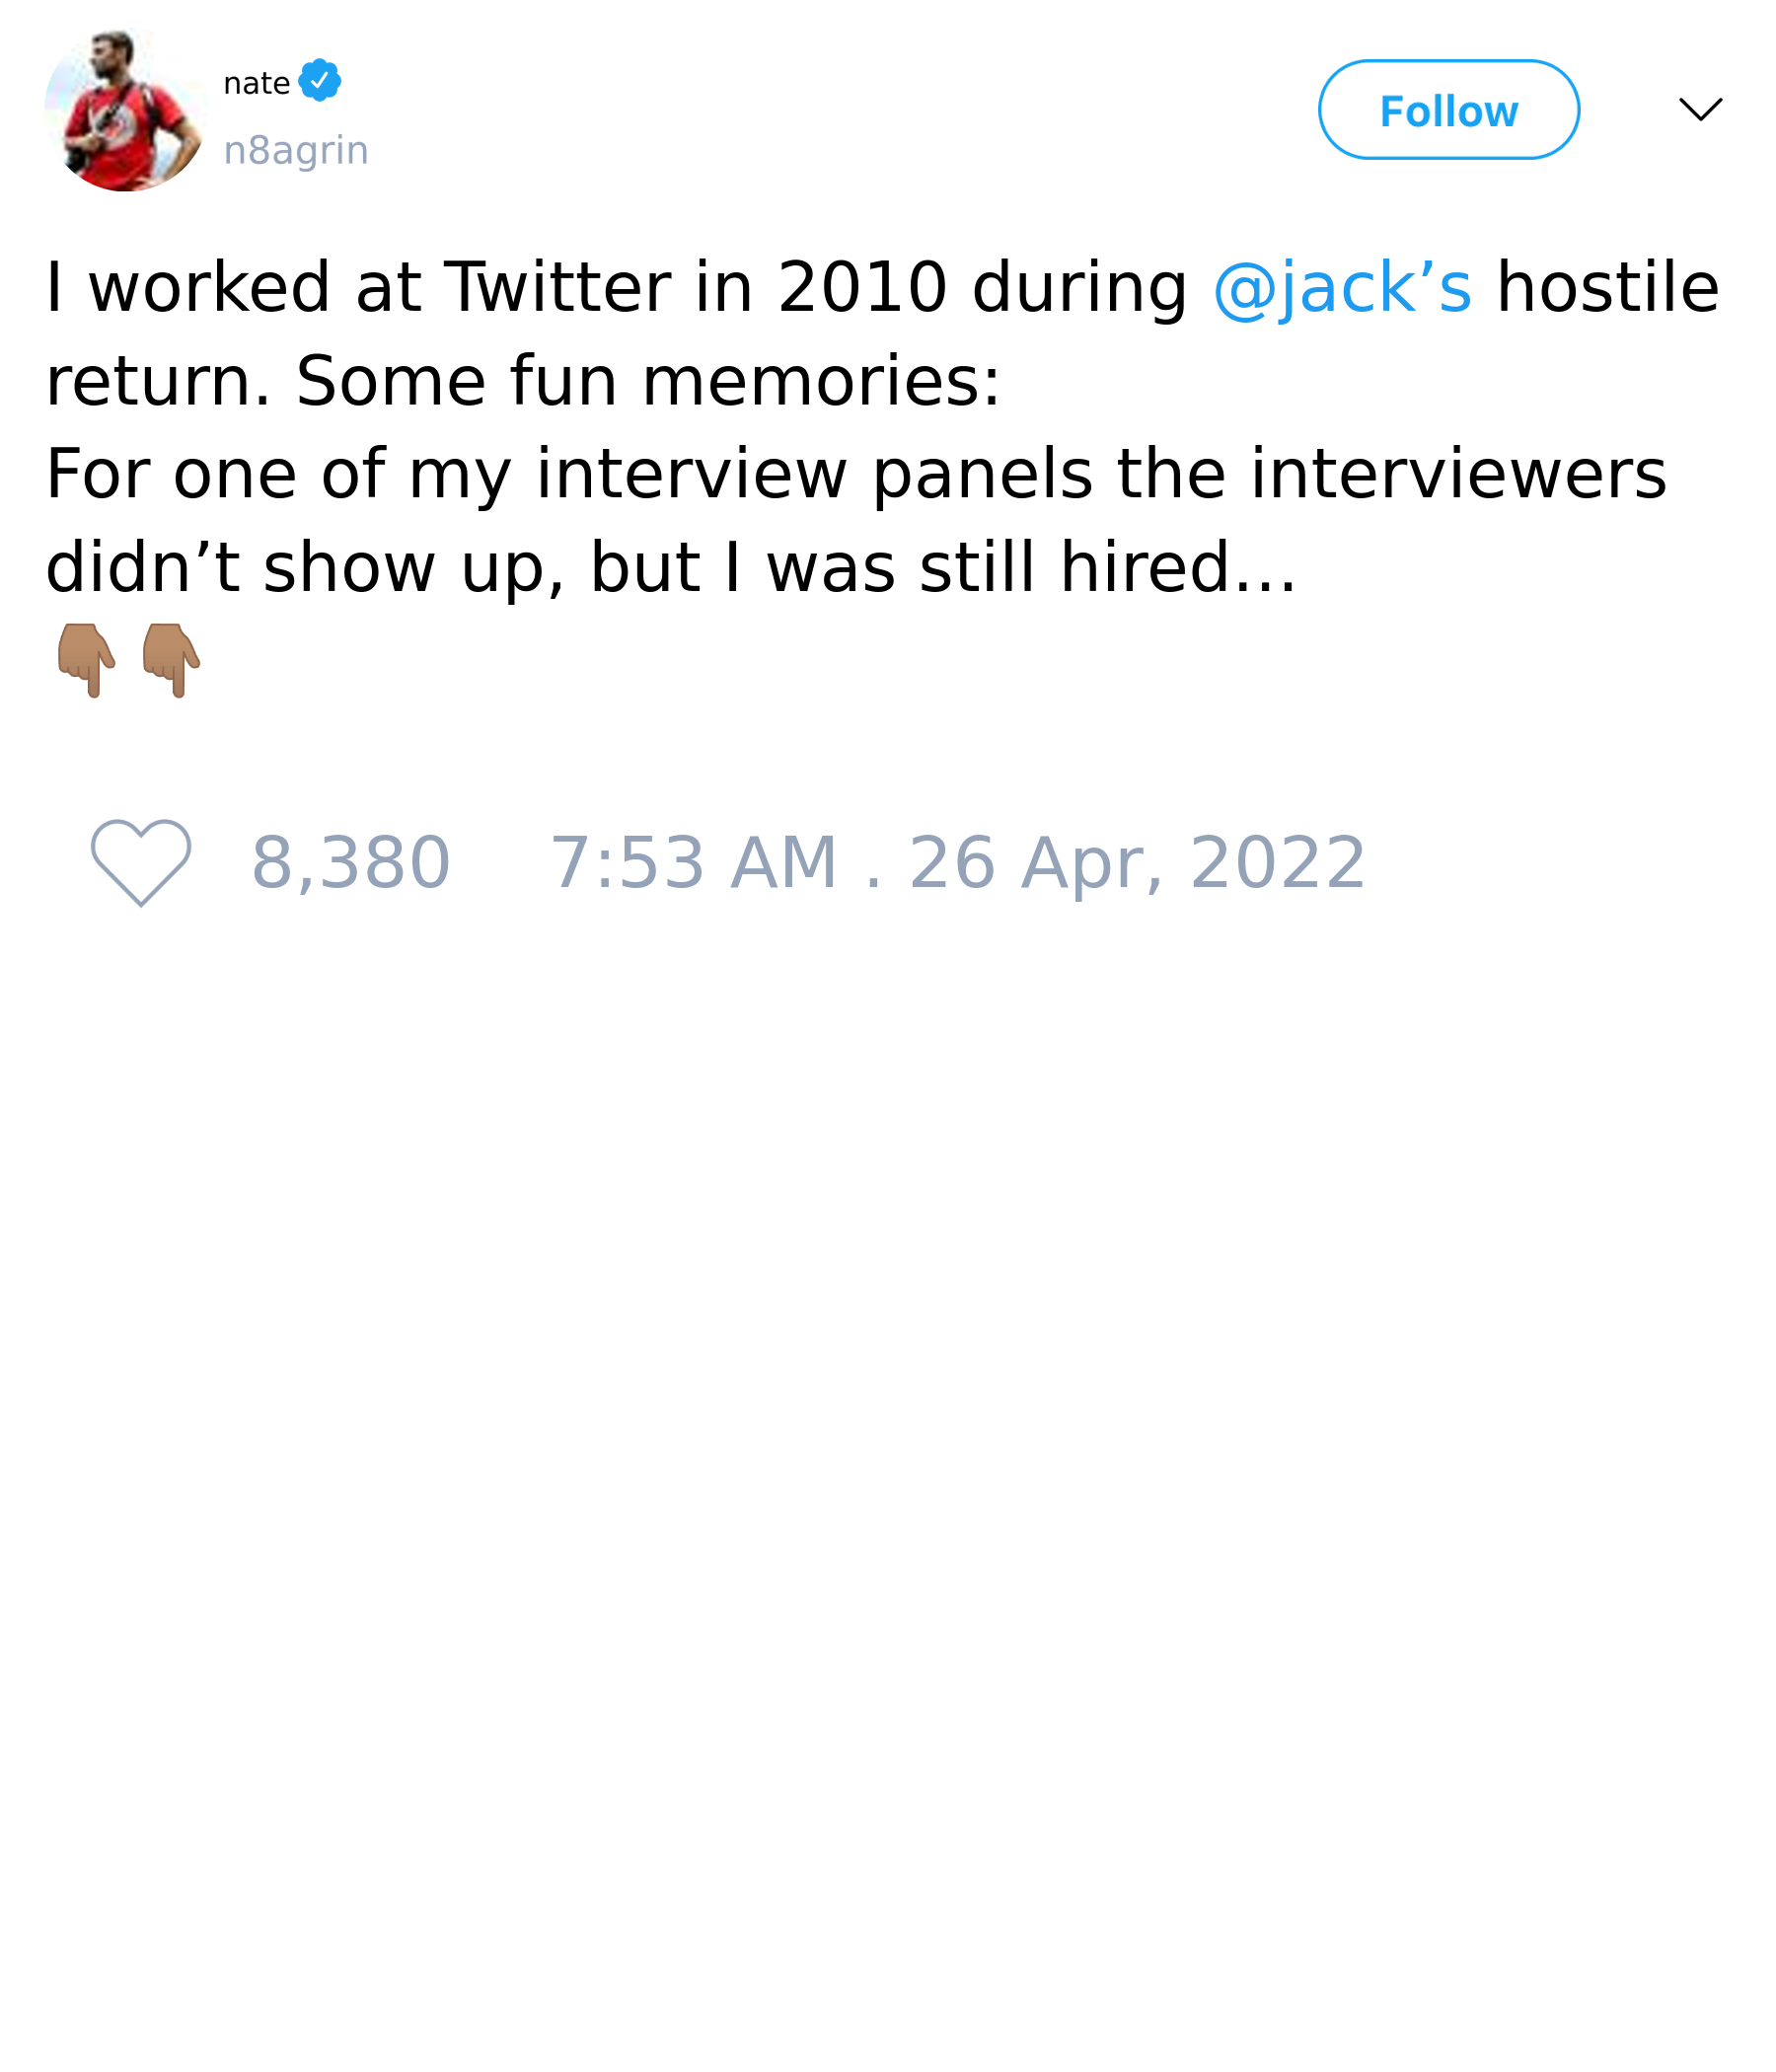 nate
n8agrin
Follow
I worked at Twitter in 2010 during @jack’s hostile
return. Some fun memories:
For one of my interview panels the interviewers
didn’t show up, but I was still hired...
👇🏽👇🏽
8,380 7:53 AM . 26 Apr, 2022